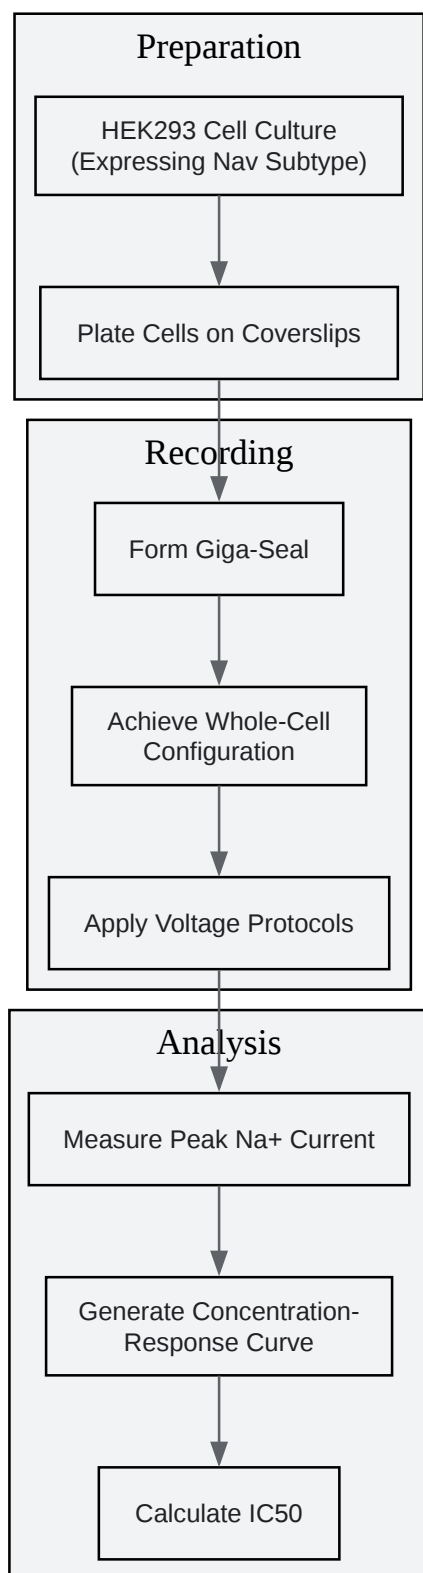 Preparation
HEK293 Cell Culture
(Expressing Nav Subtype)
Plate Cells on Coverslips
Recording
Form Giga-Seal
Achieve Whole-Cell
Configuration
Apply Voltage Protocols
Analysis
Measure Peak Na+ Current
Generate Concentration-
Response Curve
Calculate IC50